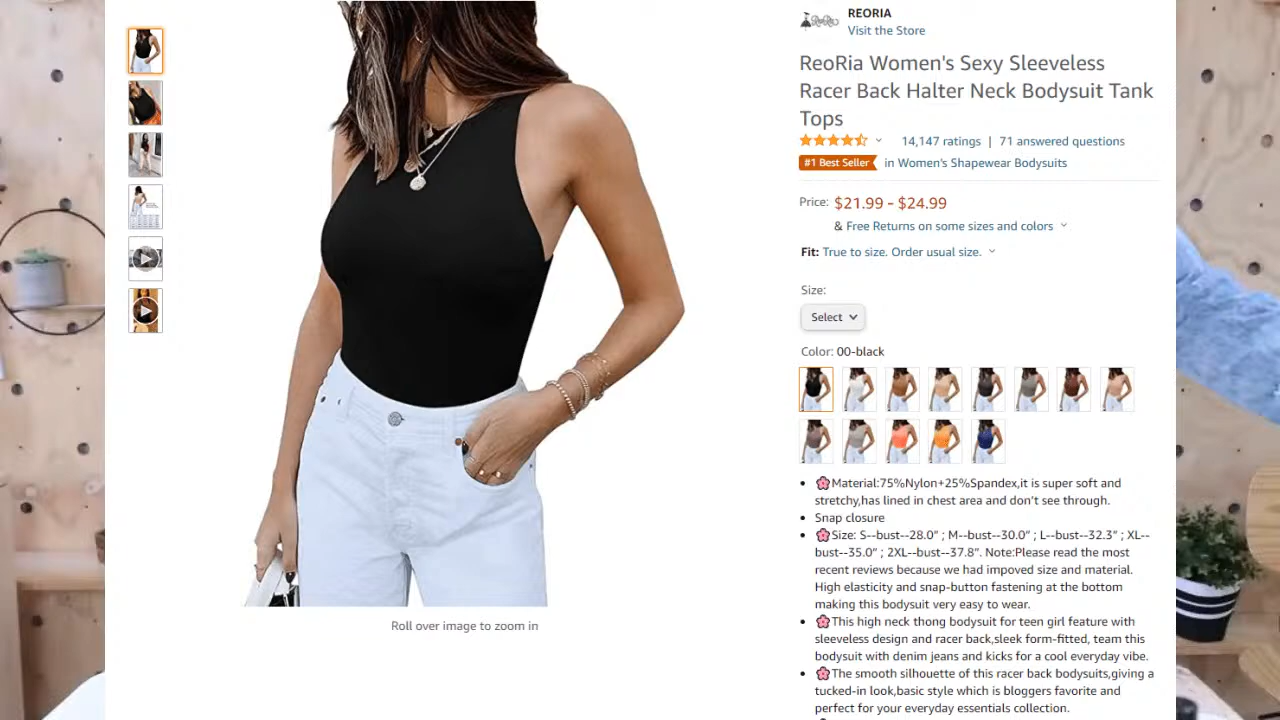 REORIA
Visit the Store
ReoRia Women's Sexy Sleeveless
Racer Back Halter Neck Bodysuit Tank
Tops
14,147 ratings | 71 answered questions
#1 Best Seller in Women's Shapewear Bodysuits
Price: $21.99 - $24.99
& Free Returns on some sizes and colors
Fit: True to size. Order usual size.
Size:
Select
Color: 00-black
Material:75%Nylon+25%Spandex,it is super soft and
stretchy,has lined in chest area and don't see through.
Snap closure
Size: S--bust--28.0" ; M--bust--30.0" ; L--bust--32.3" ; XL--
bust--35.0" ; 2XL--bust--37.8". Note:Please read the most
recent reviews because we had impoved size and material.
High elasticity and snap-button fastening at the bottom
making this bodysuit very easy to wear.
This high neck thong bodysuit for teen girl feature with
sleeveless design and racer back,sleek form-fitted, team this
bodysuit with denim jeans and kicks for a cool everyday vibe.
The smooth silhouette of this racer back bodysuits,giving a
tucked-in look,basic style which is bloggers favorite and
perfect for your everyday essentials collection.
Roll over image to zoom in